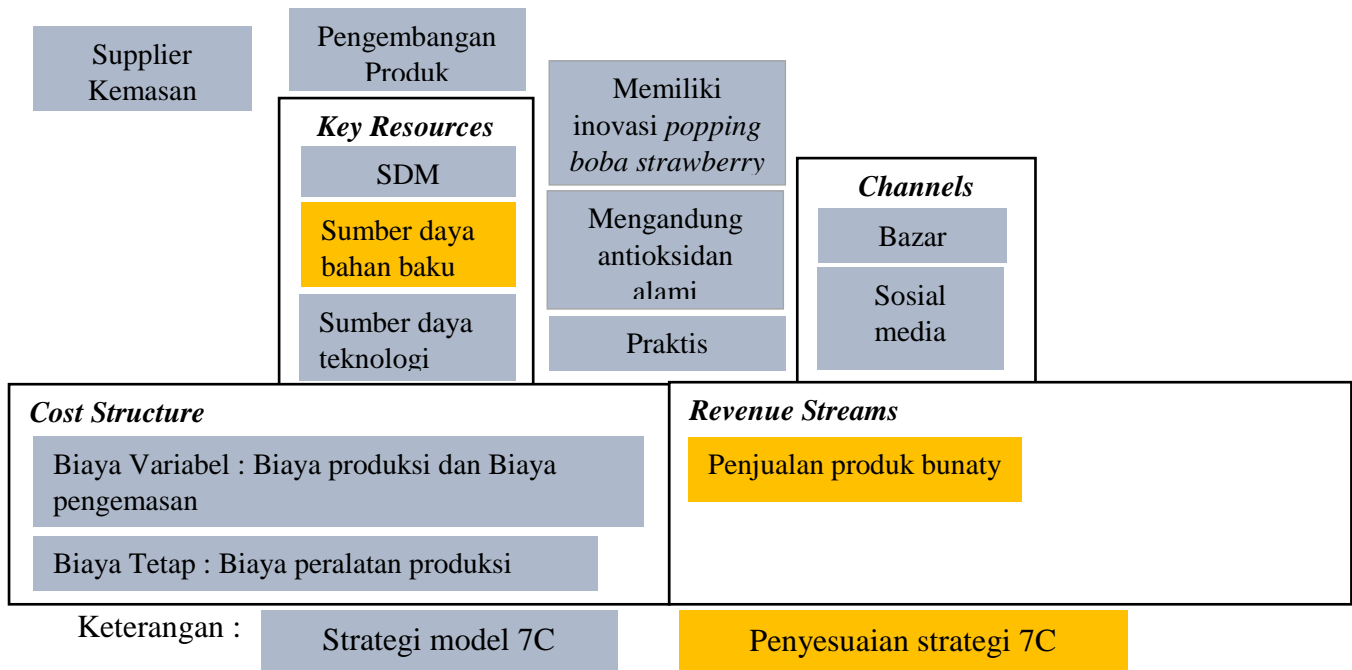 Supplier
Kemasan
Pengembangan
Produk
Key Resources
SDM
Sumber daya
bahan baku
Sumber daya
teknologi
Memiliki
inovasi popping
boba strawberry
Mengandung
antioksidan
alami
Praktis
Channels
Bazar
Sosial
media
Cost Structure
Biaya Variabel : Biaya produksi dan Biaya
pengemasan
Biaya Tetap : Biaya peralatan produksi
Revenue Streams
Penjualan produk bunaty
Keterangan :
Strategi model 7C
Penyesuaian strategi 7C